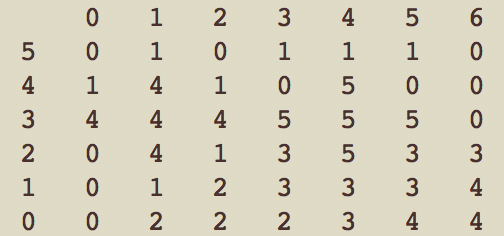 0 1 2 3 4 5 6
5 0 1 0 1 1 1 0
4 1 4 1 0 5 0 0
3 4 4 4 5 5 5 0
2 0 4 1 3 5 3 3
1 0 1 2 3 3 3 4
0 0 2 2 2 3 4 4